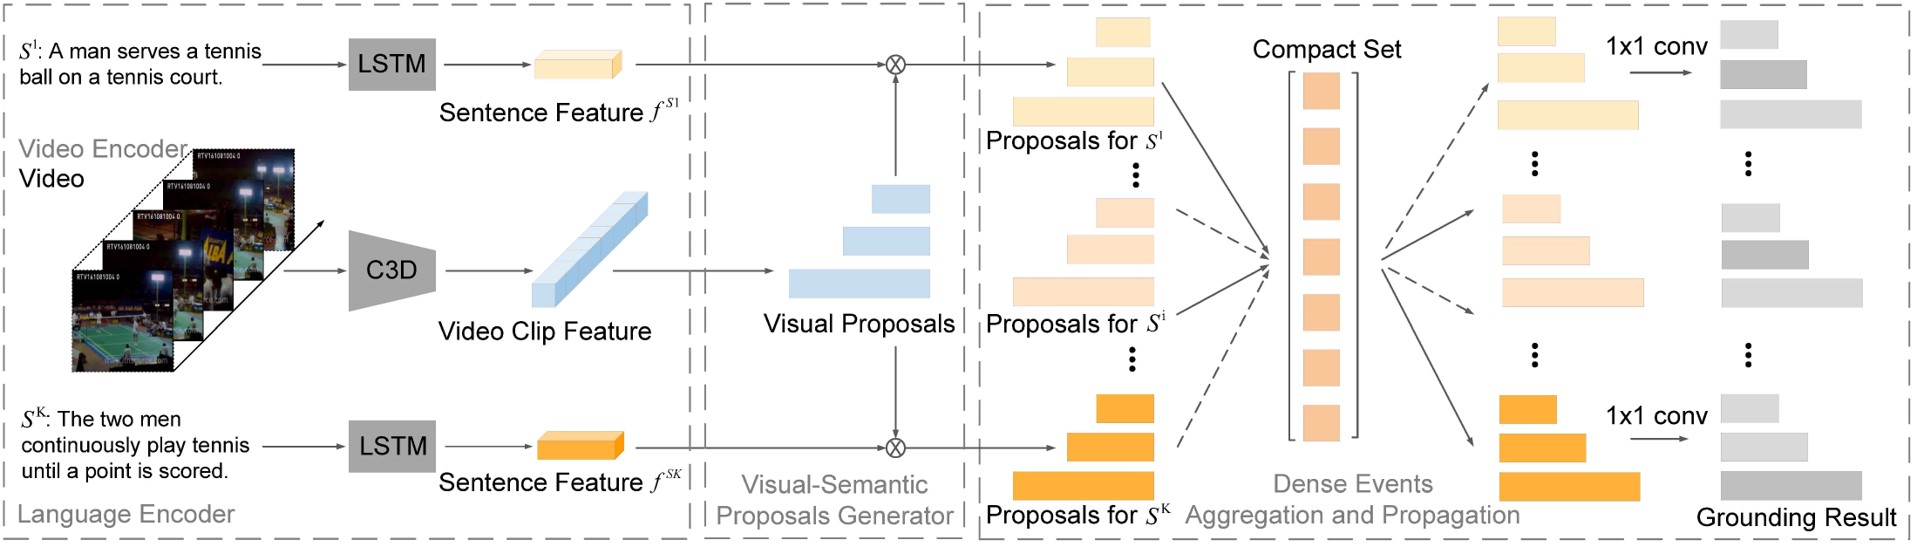 S¹: A man serves a tennis
ball on a tennis court.
LSTM
Sentence Feature f^{S1}
Video Encoder
Video
RTV161081004 0
RTV161081004 0
RTV161081004 0
RTV161081004 0
RTV161081004 0
C3D
Video Clip Feature
S^K: The two men
continuously play tennis
until a point is scored.
LSTM
Sentence Feature f^{SK}
Language Encoder
Visual Proposals
Visual-Semantic
Proposals Generator
Proposals for S¹
Proposals for S^i
Proposals for S^K
Compact Set
Dense Events
Aggregation and Propagation
1x1 conv
1x1 conv
Grounding Result